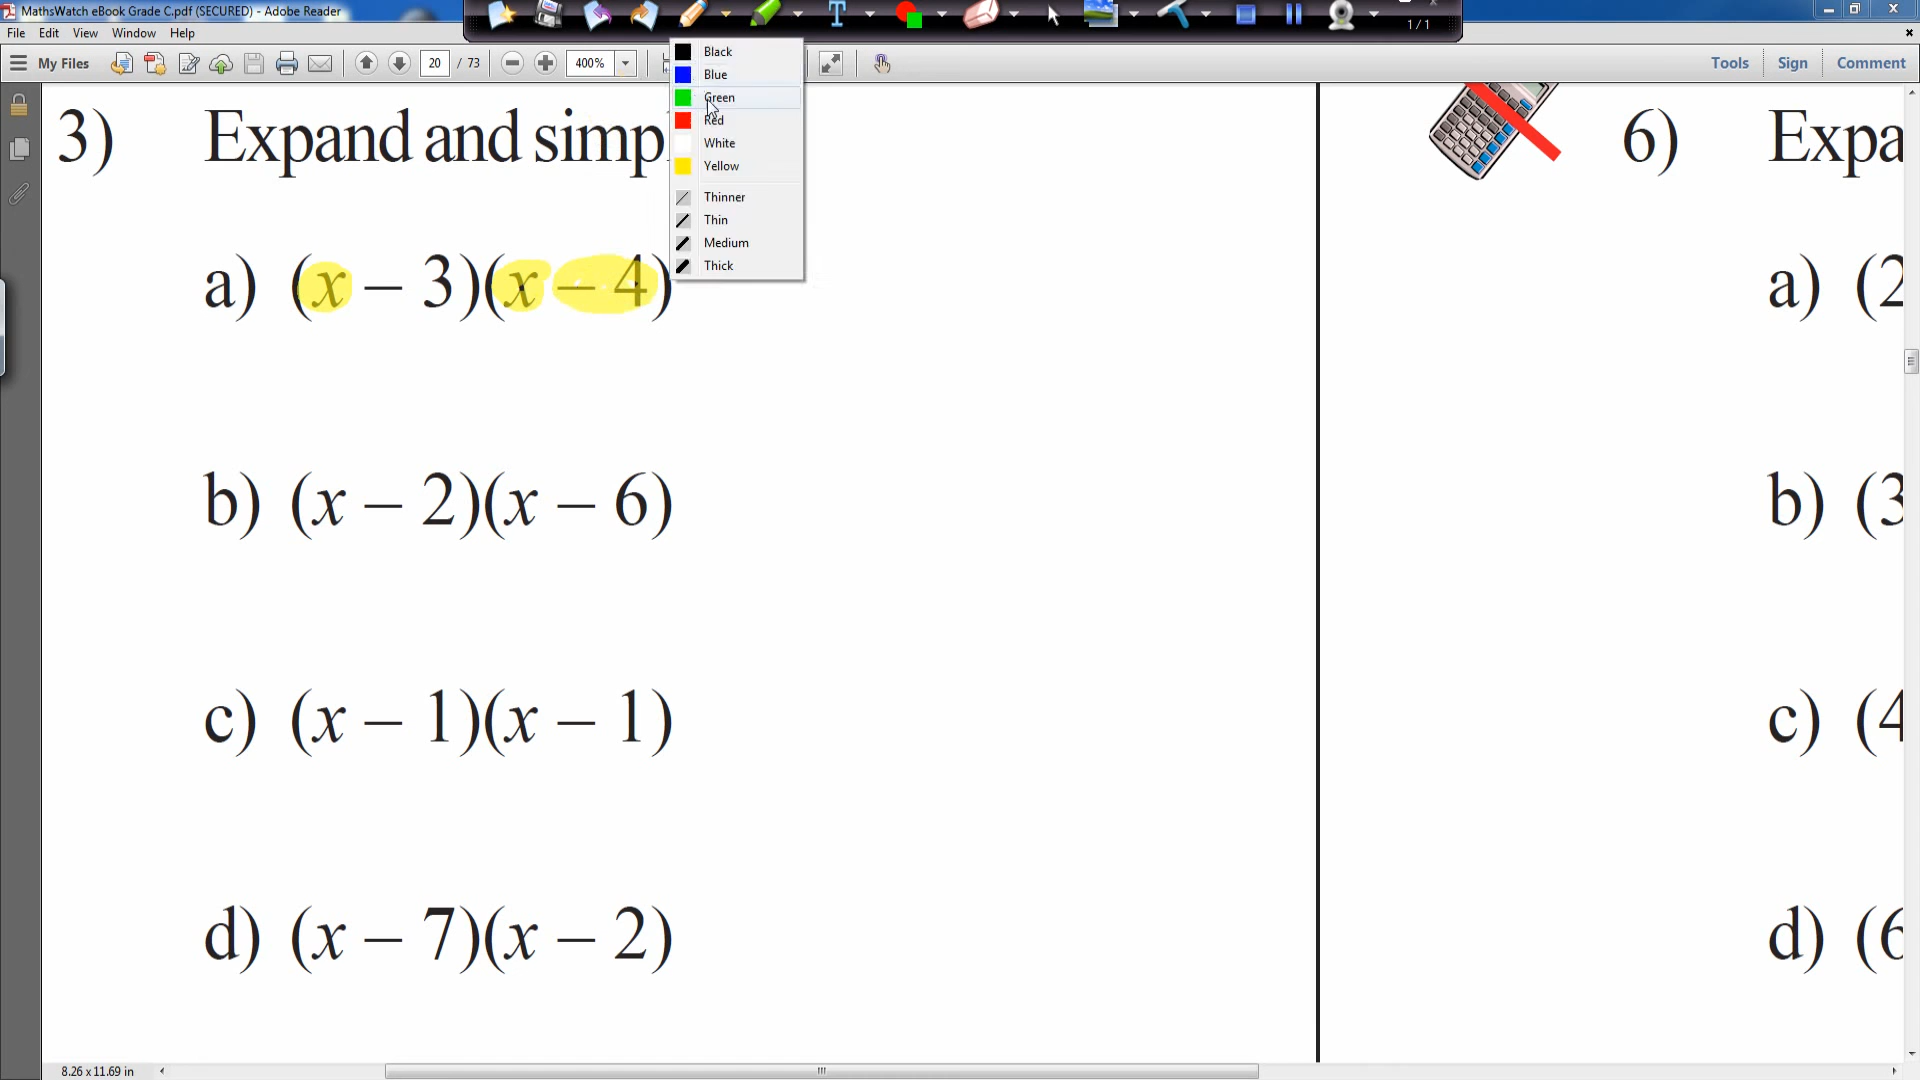 MathsWatch eBook Grade C.pdf (SECURED) - Adobe Reader
File Edit View Window Help
1 / 1
My Files 20 / 73 400% Tools Sign Comment
Black
Blue
Green
Red
White
Yellow
Thinner
Thin
Medium
Thick
3) Expand and simp
a) (x – 3)(x – 4)
b) (x – 2)(x – 6)
c) (x – 1)(x – 1)
d) (x – 7)(x – 2)
6) Expa
a) (2
b) (3
c) (4
d) (6
8.26 x 11.69 in